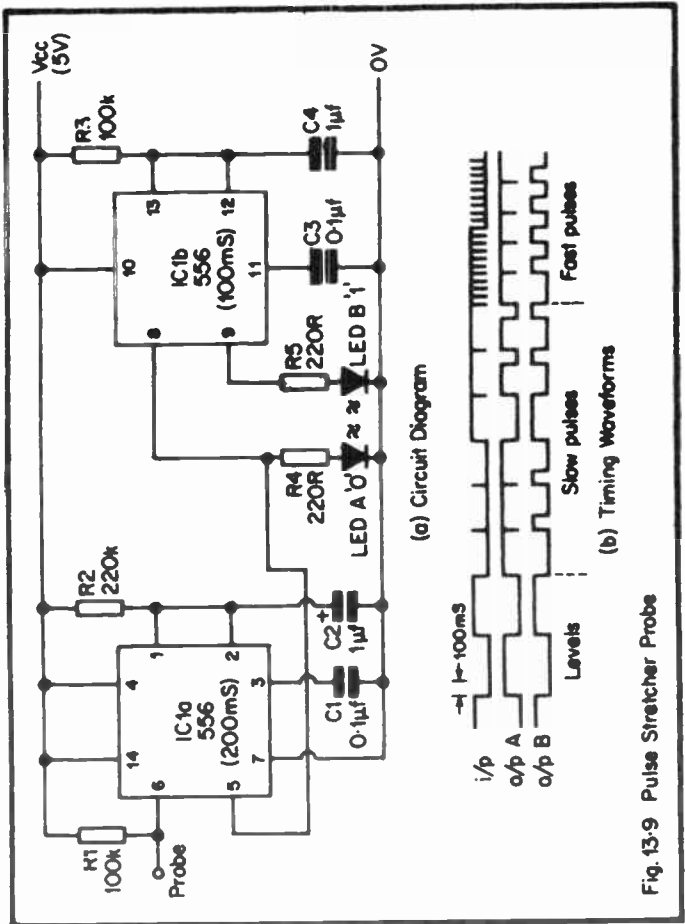 Vcc
(5V)
R1
100k
R2
220k
R3
100k
14
4
10
6
IC1a
556
(200mS)
1
8
IC1b
556
(100mS)
13
Probe
5
2
9
12
7
3
11
C1
0·1µf
C2
+
1µf
R4
220R
R5
220R
C3
0·1µf
C4
1µf
LED A '0'
LED B '1'
0V
(a) Circuit Diagram
100mS
i/p
o/p A
o/p B
Levels
Slow pulses
Fast pulses
(b) Timing Waveforms
Fig. 13·9 Pulse Stretcher Probe